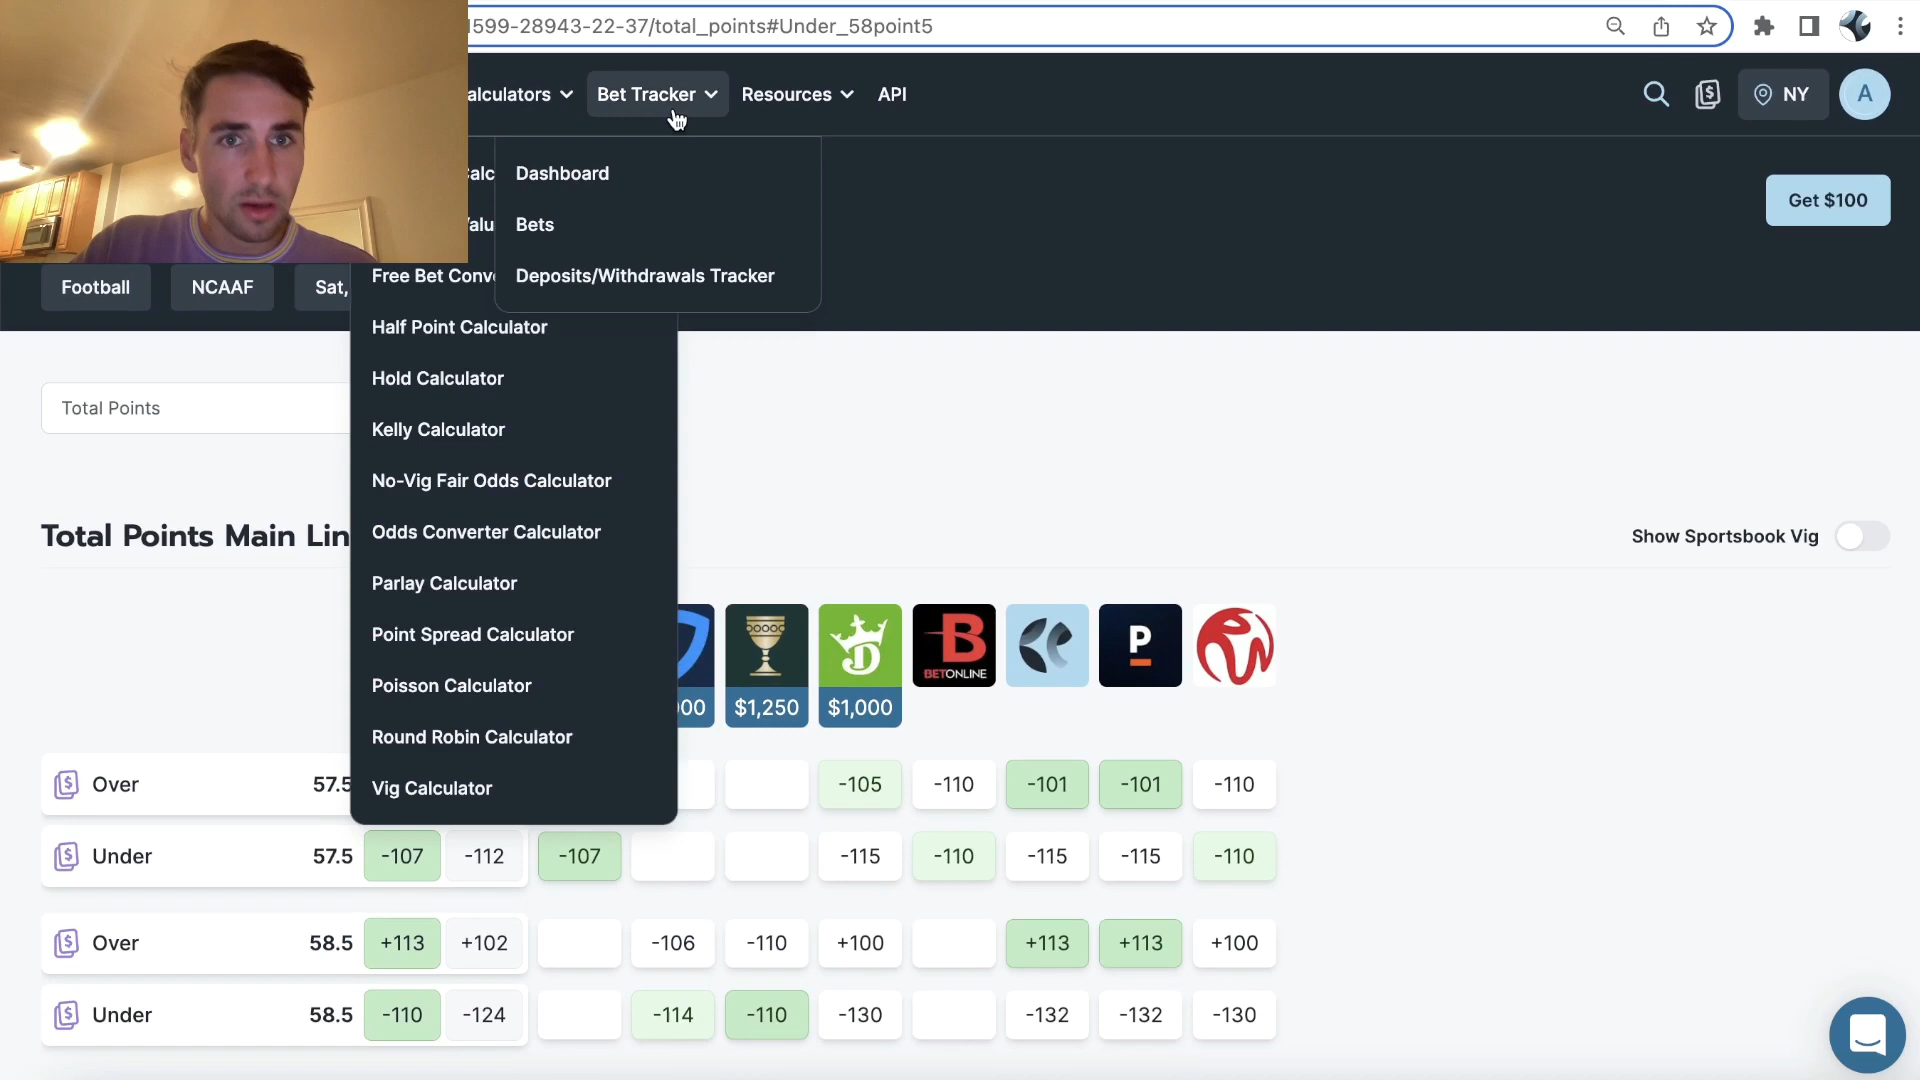 1599-28943-22-37/total_points#Under_58point5
alculators
Bet Tracker
Resources
API
NY
A
Calc
Dashboard
Valu
Bets
Get $100
Football
NCAAF
Sat,
Free Bet Conve
Deposits/Withdrawals Tracker
Half Point Calculator
Hold Calculator
Total Points
Kelly Calculator
No-Vig Fair Odds Calculator
Total Points Main Lin
Odds Converter Calculator
Show Sportsbook Vig
Parlay Calculator
Point Spread Calculator
Poisson Calculator
Round Robin Calculator
Vig Calculator
D
B
BETONLINE
P
00 $1,250 $1,000
$ Over 57.5 -105 -110 -101 -101 -110
$ Under 57.5 -107 -112 -107 -115 -110 -115 -115 -110
$ Over 58.5 +113 +102 -106 -110 +100 +113 +113 +100
$ Under 58.5 -110 -124 -114 -110 -130 -132 -132 -130